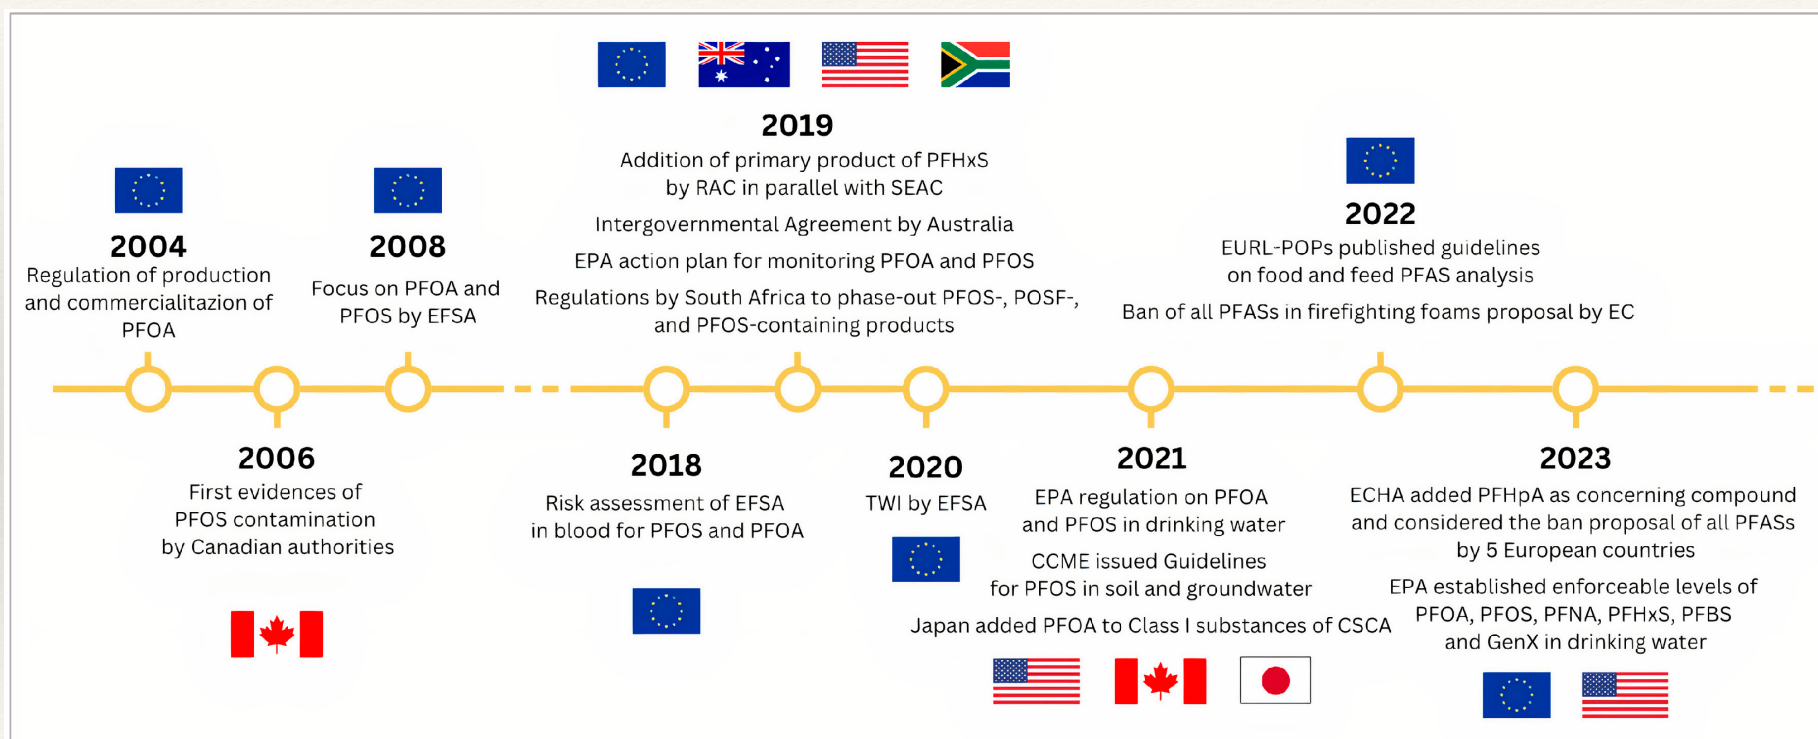 2004
Regulation of production
and commercialitazion of
PFOA
2006
First evidences of
PFOS contamination
by Canadian authorities
2008
Focus on PFOA and
PFOS by EFSA
2018
Risk assessment of EFSA
in blood for PFOS and PFOA
2019
Addition of primary product of PFHxS
by RAC in parallel with SEAC
Intergovernmental Agreement by Australia
EPA action plan for monitoring PFOA and PFOS
Regulations by South Africa to phase-out PFOS-, POSF-,
and PFOS-containing products
2020
TWI by EFSA
2021
EPA regulation on PFOA
and PFOS in drinking water
CCME issued Guidelines
for PFOS in soil and groundwater
Japan added PFOA to Class I substances of CSCA
2022
EURL-POPs published guidelines
on food and feed PFAS analysis
Ban of all PFASs in firefighting foams proposal by EC
2023
ECHA added PFHpA as concerning compound
and considered the ban proposal of all PFASs
by 5 European countries
EPA established enforceable levels of
PFOA, PFOS, PFNA, PFHxS, PFBS
and GenX in drinking water